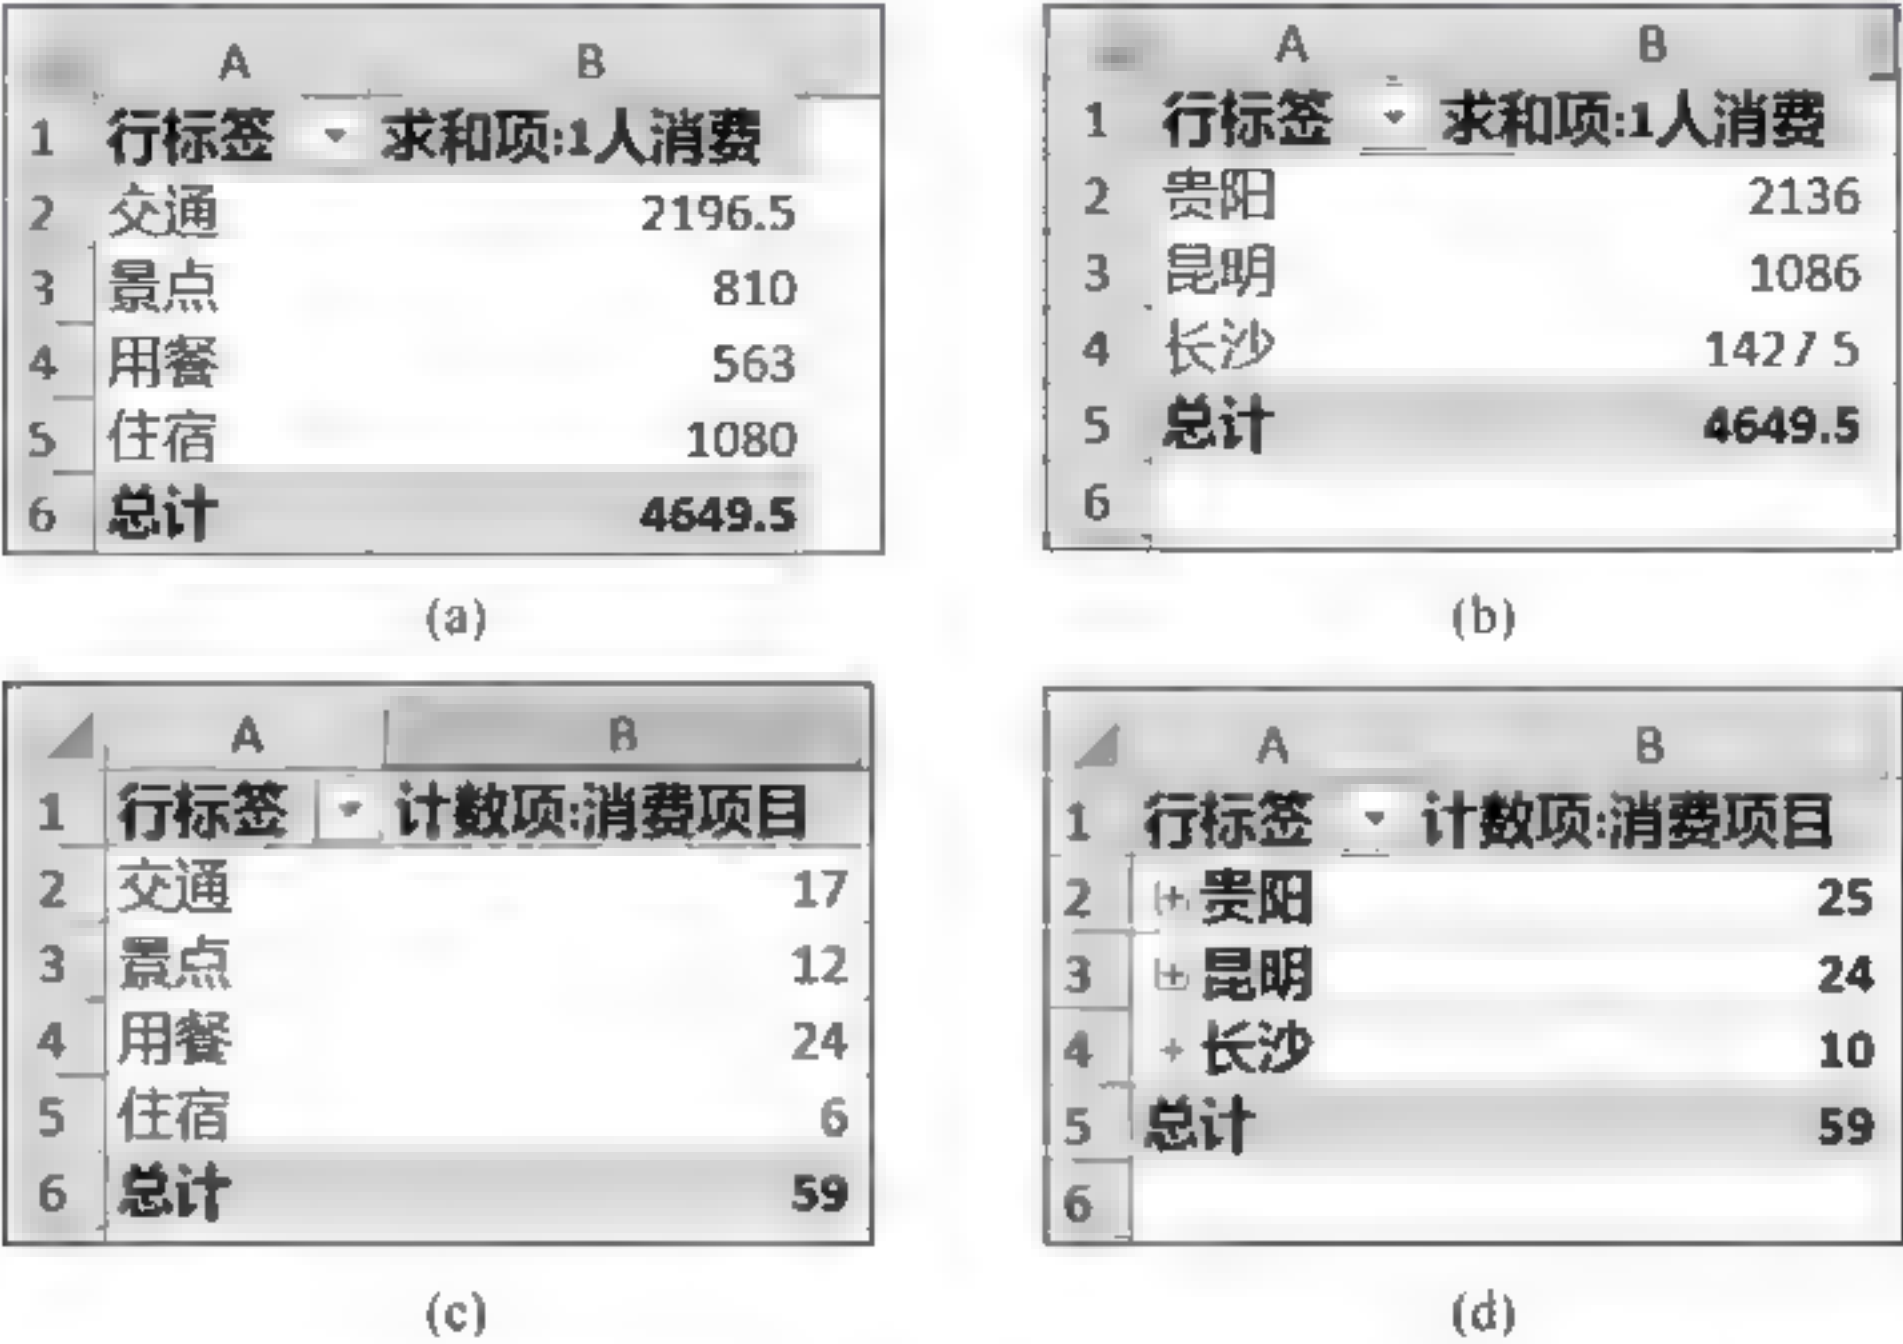 A B
1 行标签 求和项:1人消费
2 交通 2196.5
3 景点 810
4 用餐 563
5 住宿 1080
6 总计 4649.5
(a)
A B
1 行标签 求和项:1人消费
2 贵阳 2136
3 昆明 1086
4 长沙 1427 5
5 总计 4649.5
6
(b)
A B
1 行标签 计数项:消费项目
2 交通 17
3 景点 12
4 用餐 24
5 住宿 6
6 总计 59
(c)
A B
1 行标签 计数项:消费项目
2 + 贵阳 25
3 + 昆明 24
4 + 长沙 10
5 总计 59
6
(d)